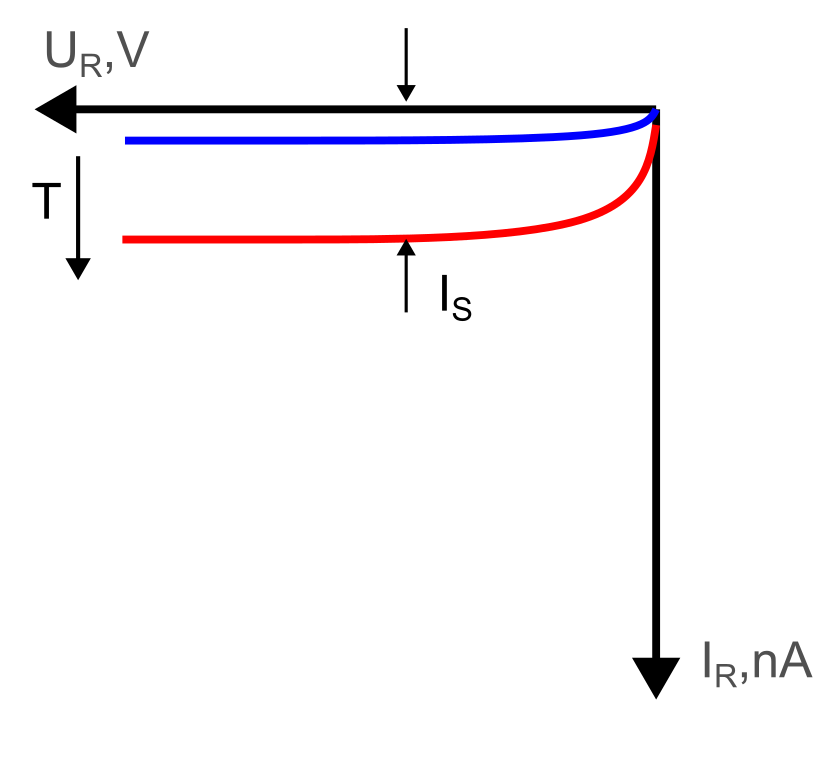 U_R,V
T
I_S
I_R,nA